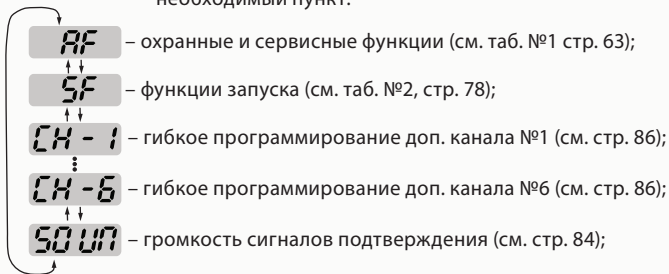 необходимый пункт.
AF – охранные и сервисные функции (см. таб. №1 стр. 63);
SF – функции запуска (см. таб. №2, стр. 78);
CH - 1 – гибкое программирование доп. канала №1 (см. стр. 86);
CH - 6 – гибкое программирование доп. канала №6 (см. стр. 86);
SOUN – громкость сигналов подтверждения (см. стр. 84);